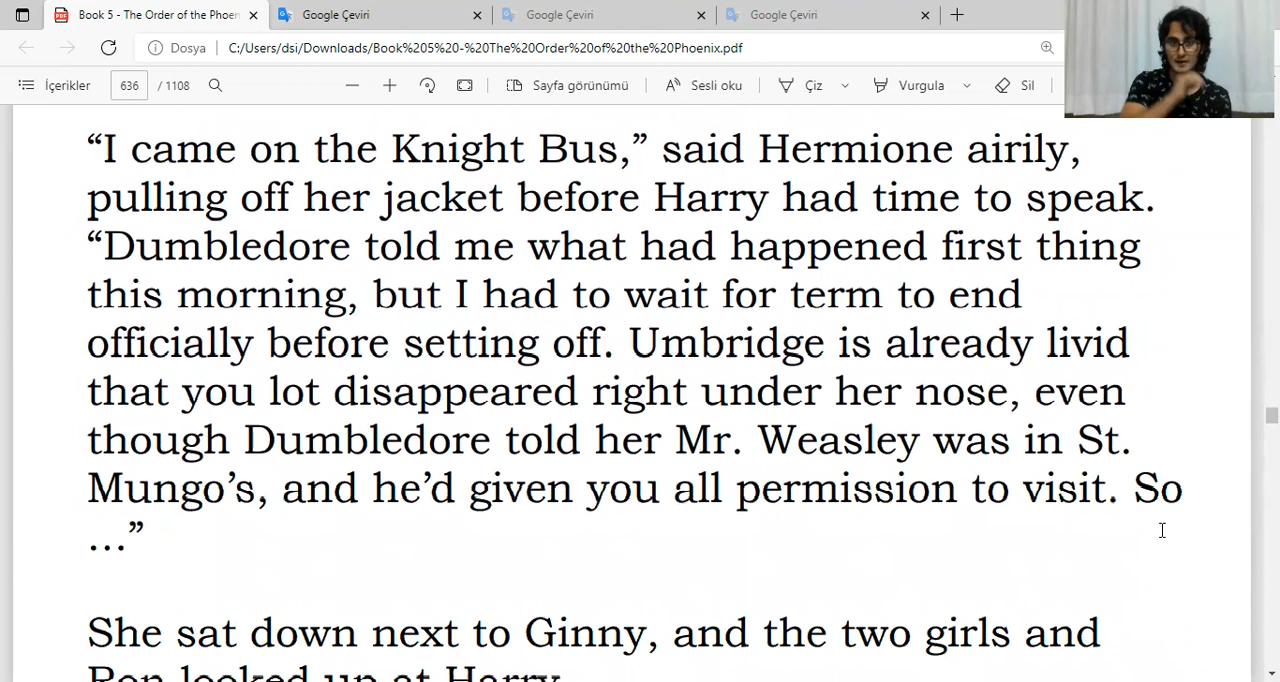 Book 5 - The Order of the Phoen
Google Çeviri
Google Çeviri
Google Çeviri
Dosya
C:/Users/dsi/Downloads/Book%205%20-%20The%20Order%20of%20the%20Phoenix.pdf
İçerikler
636 / 1108
Sayfa görünümü
Sesli oku
Çiz
Vurgula
Sil
“I came on the Knight Bus,” said Hermione airily,
pulling off her jacket before Harry had time to speak.
“Dumbledore told me what had happened first thing
this morning, but I had to wait for term to end
officially before setting off. Umbridge is already livid
that you lot disappeared right under her nose, even
though Dumbledore told her Mr. Weasley was in St.
Mungo’s, and he’d given you all permission to visit. So
…”
She sat down next to Ginny, and the two girls and
Ron looked up at Harry.